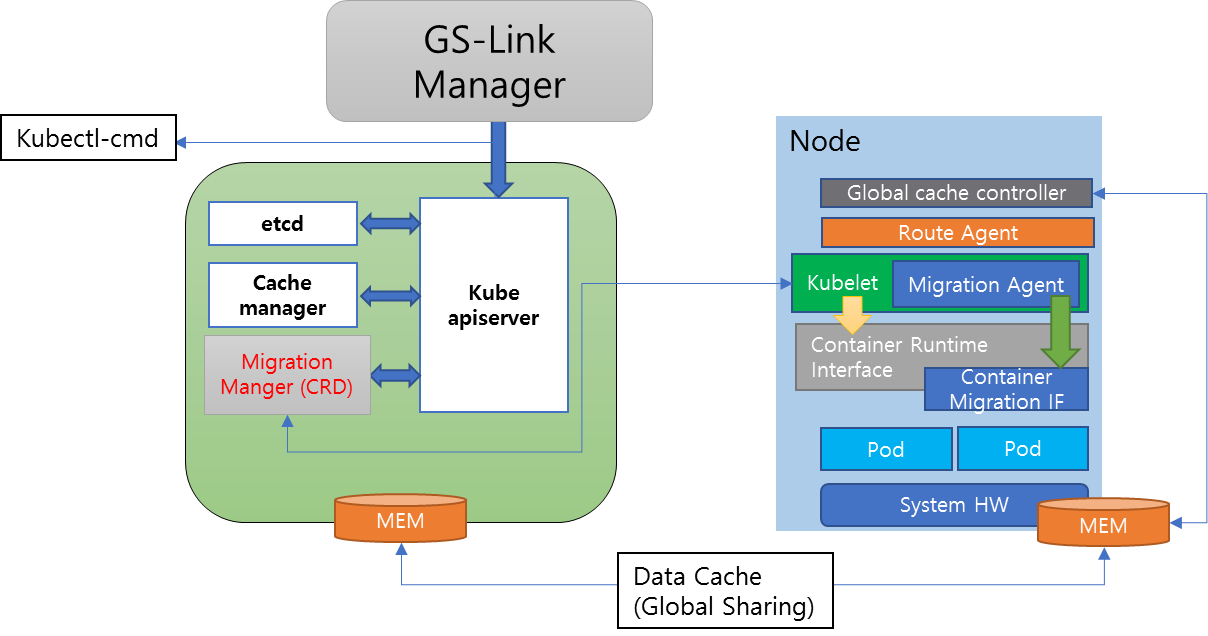 GS-Link
Manager
Kubectl-cmd
etcd
Cache
manager
Migration
Manger (CRD)
Kube
apiserver
MEM
Node
Global cache controller
Route Agent
Kubelet
Migration Agent
Container Runtime
Interface
Container
Migration IF
Pod
Pod
System HW
MEM
Data Cache
(Global Sharing)